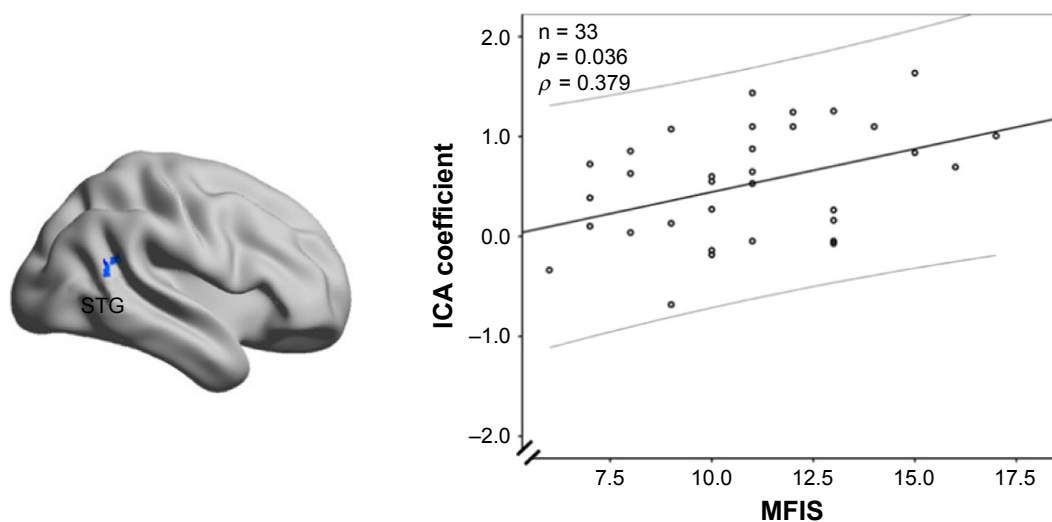 STG
n = 33
p = 0.036
ρ = 0.379
ICA coefficient
2.0
1.0
0.0
–1.0
–2.0
7.5 10.0 12.5 15.0 17.5
MFIS